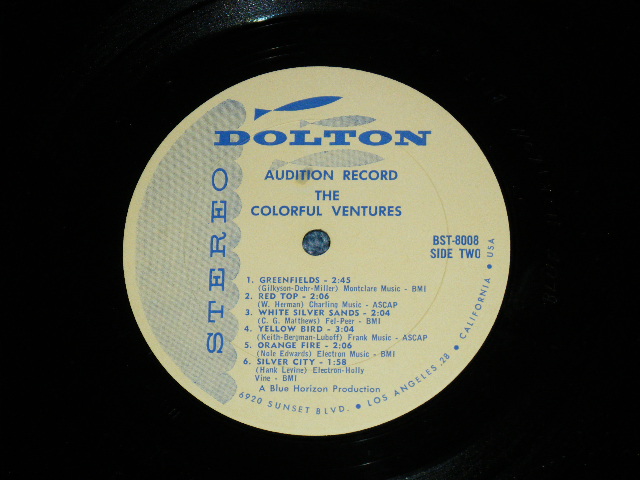 DOLTON
AUDITION RECORD
THE
COLORFUL VENTURES
STEREO
BST-8008
SIDE TWO
1. GREENFIELDS - 2:45
(Gilkyson-Dehr-Miller) Montclare Music - BMI
2. RED TOP - 2:06
(W. Herman) Charling Music - ASCAP
3. WHITE SILVER SANDS - 2:04
(C. G. Matthews) Fel-Peer - BMI
4. YELLOW BIRD - 3:04
(Keith-Bergman-Luboff) Frank Music - ASCAP
5. ORANGE FIRE - 2:06
(Nole Edwards) Electron Music - BMI
6. SILVER CITY - 1:58
(Hank Levine) Electron-Holly
Vine - BMI
A Blue Horizon Production
6920 SUNSET BLVD. • LOS ANGELES 28 • CALIFORNIA • USA